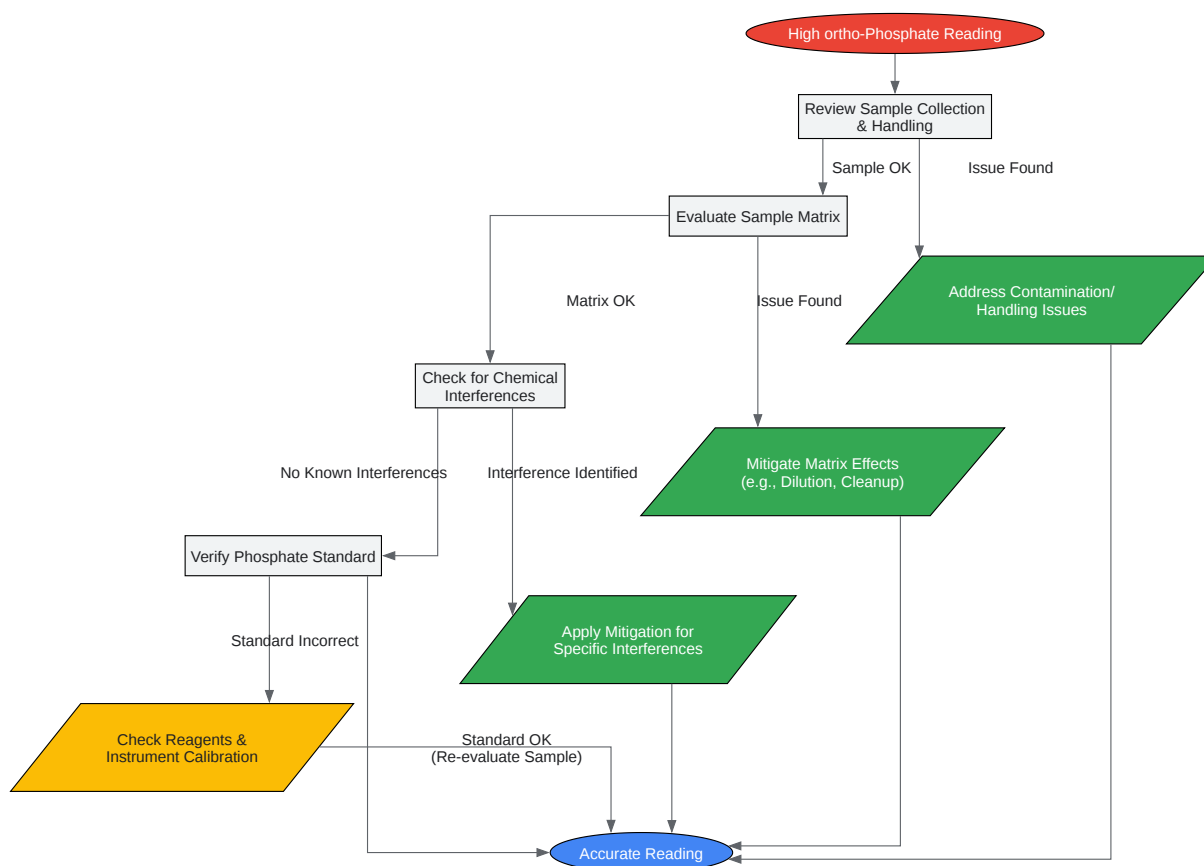 High ortho-Phosphate Reading
Review Sample Collection
& Handling
Sample OK
Issue Found
Evaluate Sample Matrix
Address Contamination/
Handling Issues
Matrix OK
Issue Found
Check for Chemical
Interferences
Mitigate Matrix Effects
(e.g., Dilution, Cleanup)
No Known Interferences
Interference Identified
Verify Phosphate Standard
Apply Mitigation for
Specific Interferences
Standard Incorrect
Check Reagents &
Instrument Calibration
Standard OK
(Re-evaluate Sample)
Accurate Reading